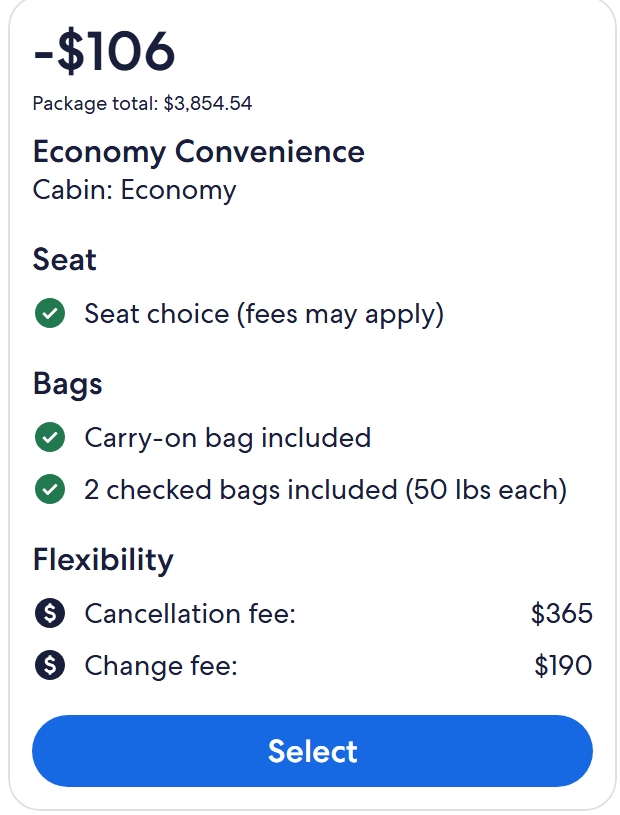 -$106
Package total: $3,854.54
Economy Convenience
Cabin: Economy
Seat
Seat choice (fees may apply)
Bags
Carry-on bag included
2 checked bags included (50 lbs each)
Flexibility
$ Cancellation fee: $365
$ Change fee: $190
Select